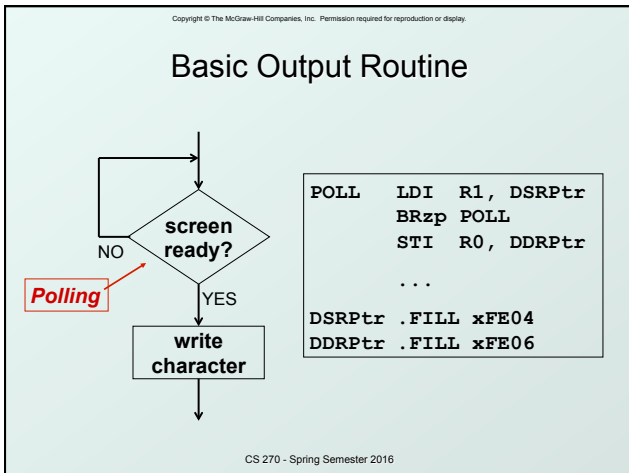 Copyright © The McGraw-Hill Companies, Inc. Permission required for reproduction or display.
Basic Output Routine
screen
ready?
NO
Polling
YES
write
character
POLL LDI R1, DSRPtr
BRzp POLL
STI R0, DDRPtr
...
DSRPtr .FILL xFE04
DDRPtr .FILL xFE06
CS 270 - Spring Semester 2016